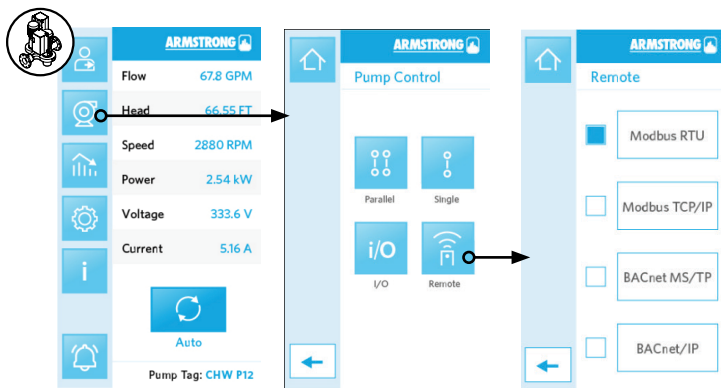 ARMSTRONG
Flow 67.8 GPM
Head 66.55 FT
Speed 2880 RPM
Power 2.54 kW
Voltage 333.6 V
Current 5.16 A
i
Auto
Pump Tag: CHW P12
ARMSTRONG
Pump Control
Parallel Single
i/O
I/O Remote
ARMSTRONG
Remote
Modbus RTU
Modbus TCP/IP
BACnet MS/TP
BACnet/IP